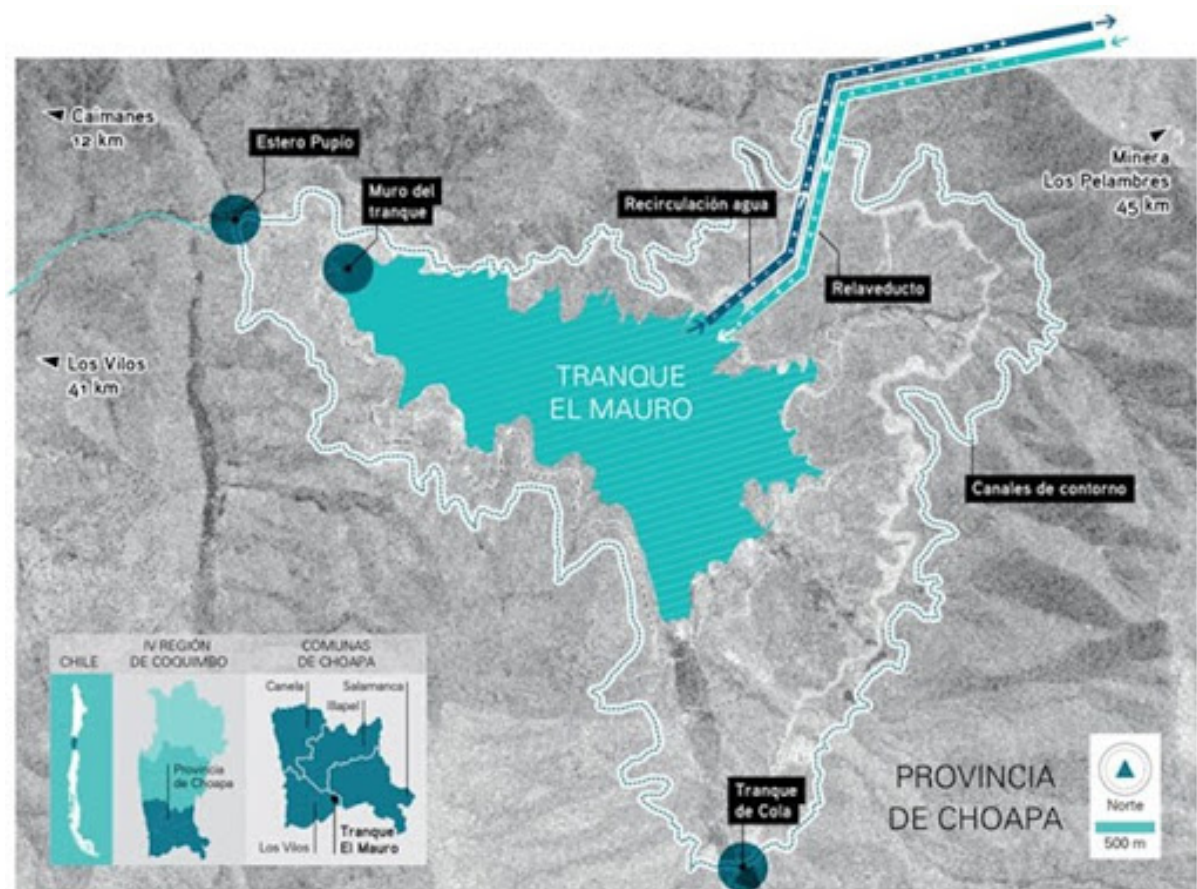 Caimanes
12 km
Estero Pupío
Muro del
tranque
Recirculación agua
Minera
Los Pelambres
45 km
Relaveducto
Los Vilos
41 km
TRANQUE
EL MAURO
Canales de contorno
CHILE
IV REGIÓN
DE COQUIMBO
COMUNAS
DE CHOAPA
Canela
Salamanca
Illapel
Provincia
de Choapa
Los Vilos
Tranque
El Mauro
Tranque
de Cola
PROVINCIA
DE CHOAPA
Norte
500 m